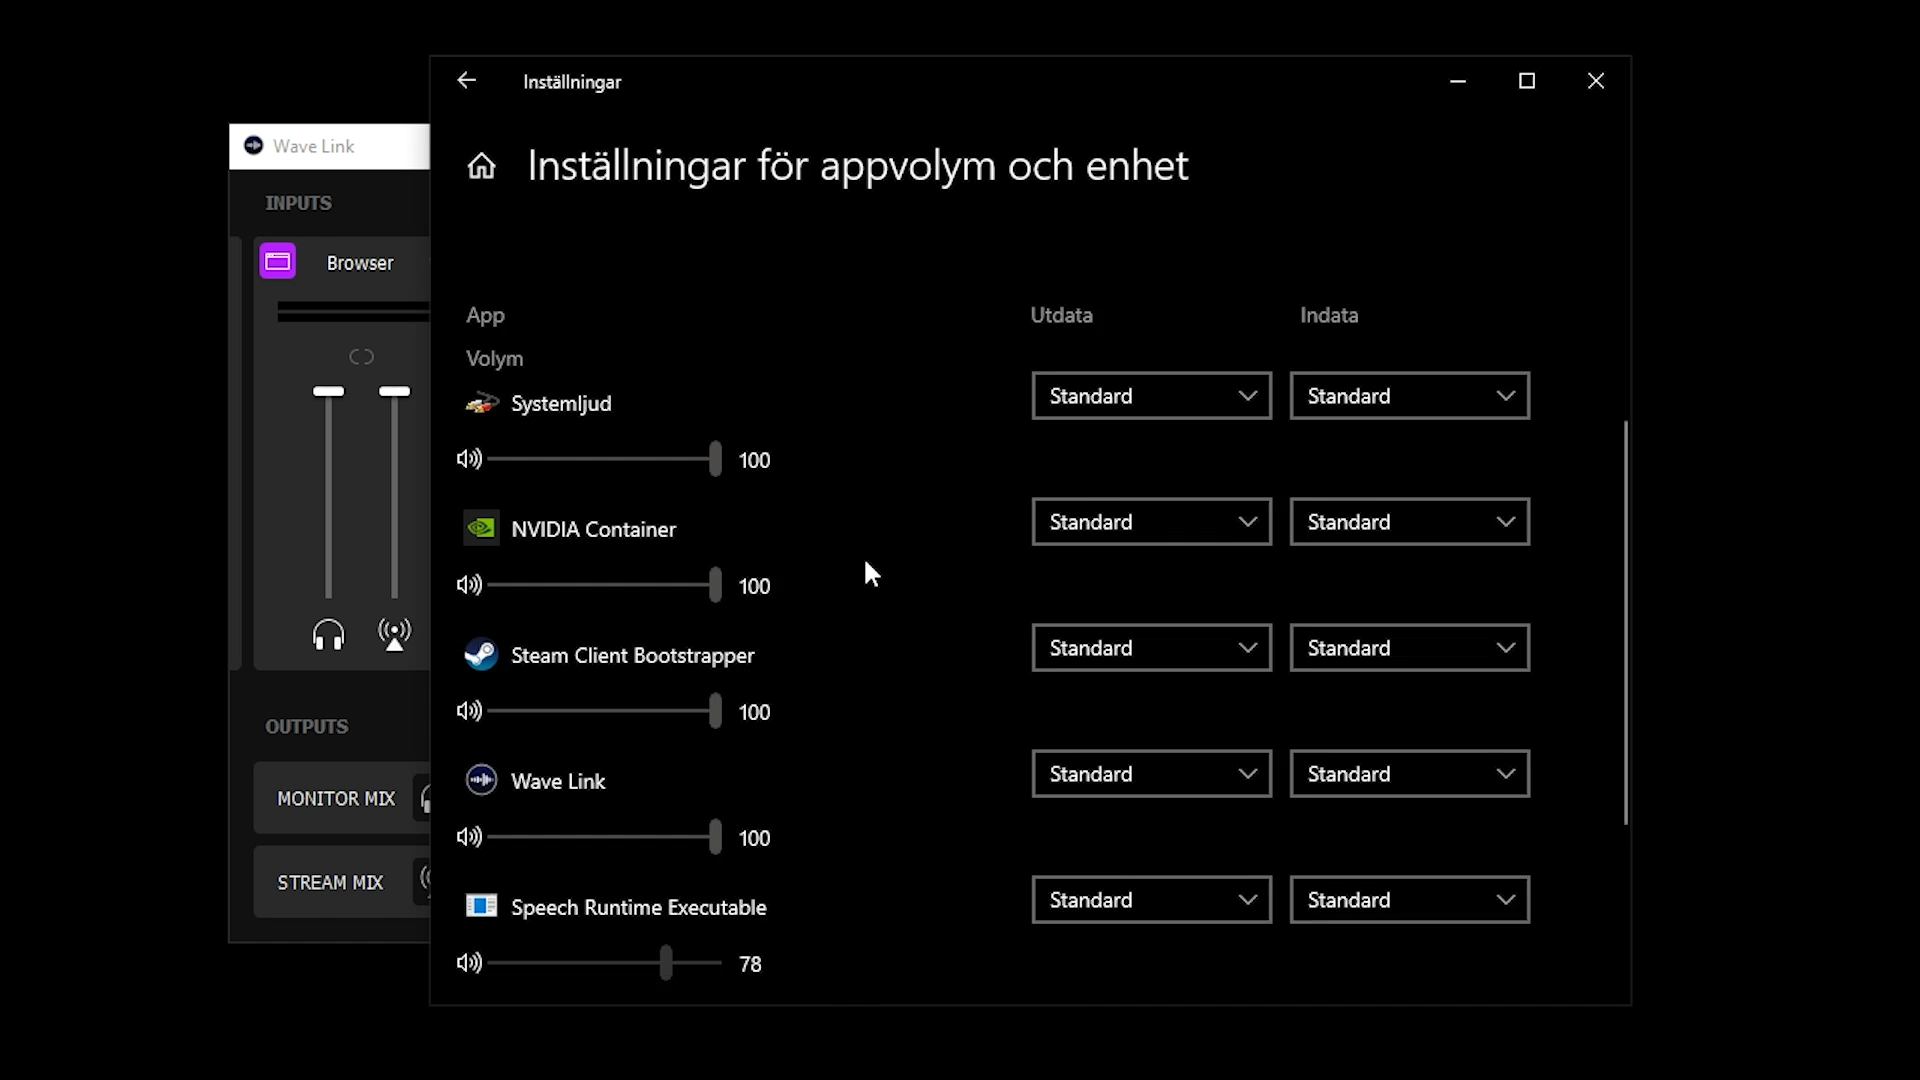 Inställningar
Wave Link
Inställningar för appvolym och enhet
INPUTS
Browser
App
Utdata
Indata
Volym
Systemljud
Standard
Standard
100
NVIDIA Container
Standard
Standard
100
Steam Client Bootstrapper
Standard
Standard
100
OUTPUTS
Wave Link
Standard
Standard
MONITOR MIX
100
STREAM MIX
Speech Runtime Executable
Standard
Standard
78